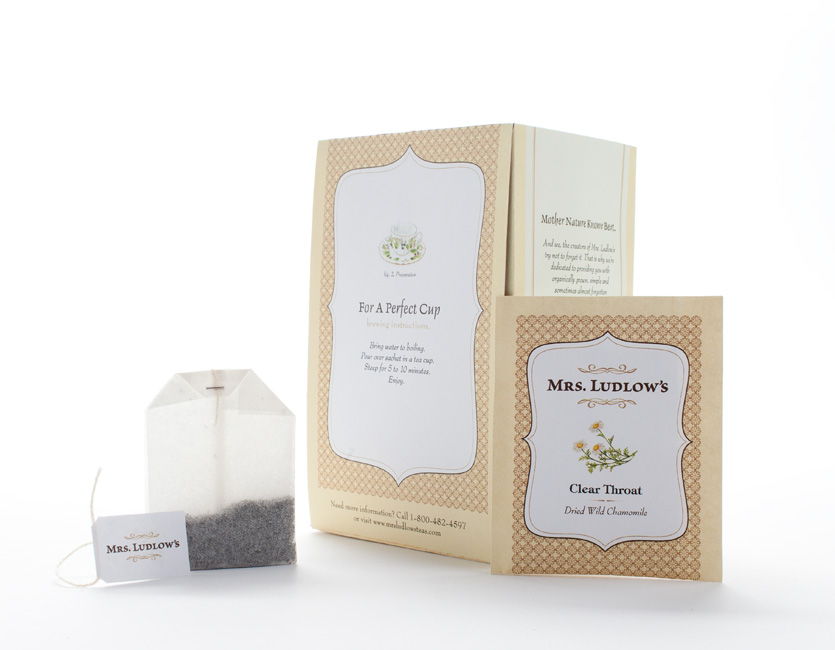 For A Perfect Cup
brewing instructions.
Bring water to boiling.
Pour over sachet in a tea cup.
Steep for 5 to 10 minutes.
Enjoy.
Need more information? Call 1-800-482-4597
or visit www.mrsludlowsteas.com
Mother Nature Knows Best.
And we, the creators of Mrs. Ludlow's
try not to forget it. That is why we're
dedicated to providing you with
organically grown, simple and
sometimes almost forgotten
MRS. LUDLOW'S
Clear Throat
Dried Wild Chamomile
MRS. LUDLOW'S